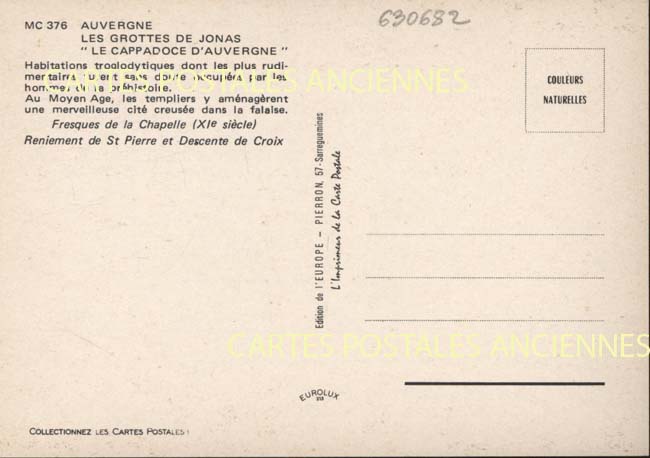 MC 376 AUVERGNE
LES GROTTES DE JONAS
" LE CAPPADOCE D'AUVERGNE "
Habitations troglodytiques dont les plus rudi-
mentaires furent sans doute occupées par les
hommes de la préhistoire.
Au Moyen Age, les templiers y aménagèrent
une merveilleuse cité creusée dans la falaise.
Fresques de la Chapelle (XIe siècle)
Reniement de St Pierre et Descente de Croix
630682
COULEURS
NATURELLES
Edition de l'EUROPE - PIERRON, 57-Sarreguemines
L'Imprimeur de la Carte Postale
EUROLUX
COLLECTIONNEZ LES CARTES POSTALES !
CARTES POSTALES ANCIENNES
CARTES POSTALES ANCIENNES